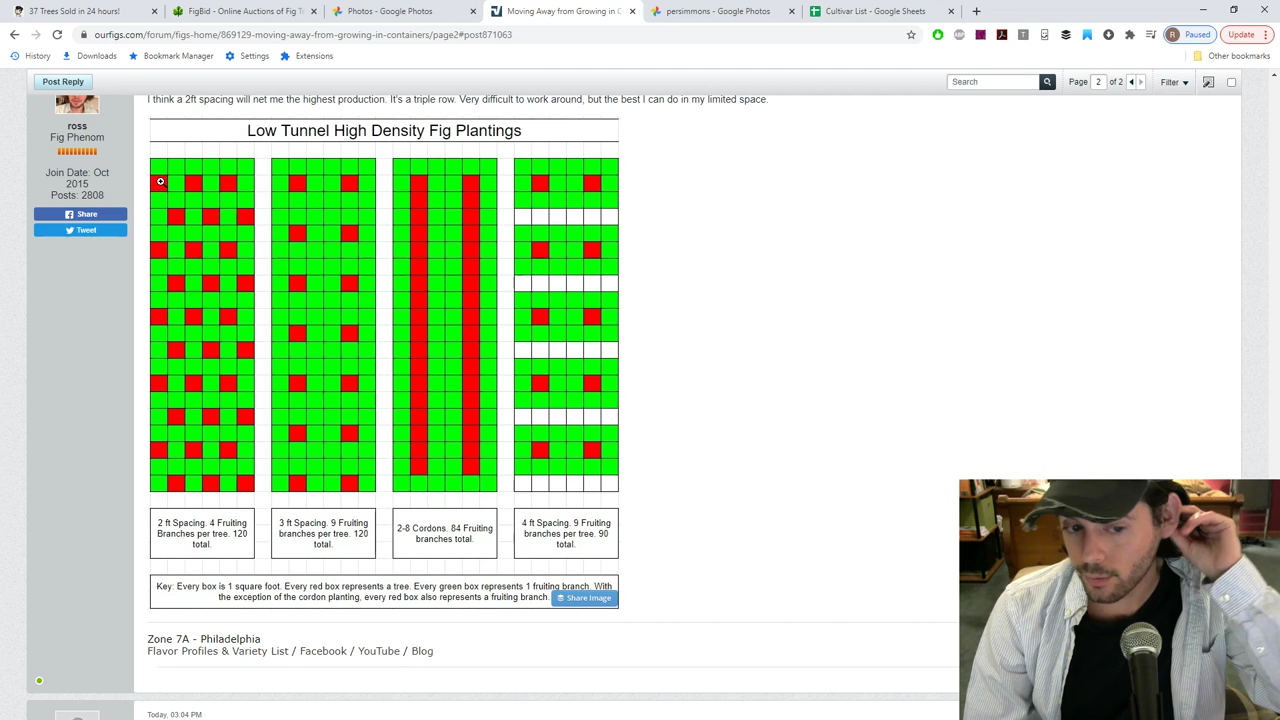 37 Trees Sold in 24 hours!
FigBid - Online Auctions of Fig T
Photos - Google Photos
Moving Away from Growing in C
persimmons - Google Photos
Cultivar List - Google Sheets
ourfigs.com/forum/figs-home/869129-moving-away-from-growing-in-containers/page2#post871063
R Paused
Update
History
Downloads
Bookmark Manager
Settings
Extensions
Other bookmarks
Post Reply
Search
Page 2 of 2
Filter
I think a 2ft spacing will net me the highest production. It's a triple row. Very difficult to work around, but the best I can do in my limited space.
ross
Fig Phenom
Join Date: Oct
2015
Posts: 2808
Share
Tweet
Low Tunnel High Density Fig Plantings
2 ft Spacing. 4 Fruiting
Branches per tree. 120
total.
3 ft Spacing. 9 Fruiting
branches per tree. 120
total.
2-8 Cordons. 84 Fruiting
branches total.
4 ft Spacing. 9 Fruiting
branches per tree. 90
total.
Key: Every box is 1 square foot. Every red box represents a tree. Every green box represents 1 fruiting branch. With
the exception of the cordon planting, every red box also represents a fruiting branch.
Share Image
Zone 7A - Philadelphia
Flavor Profiles & Variety List / Facebook / YouTube / Blog
Today, 03:04 PM